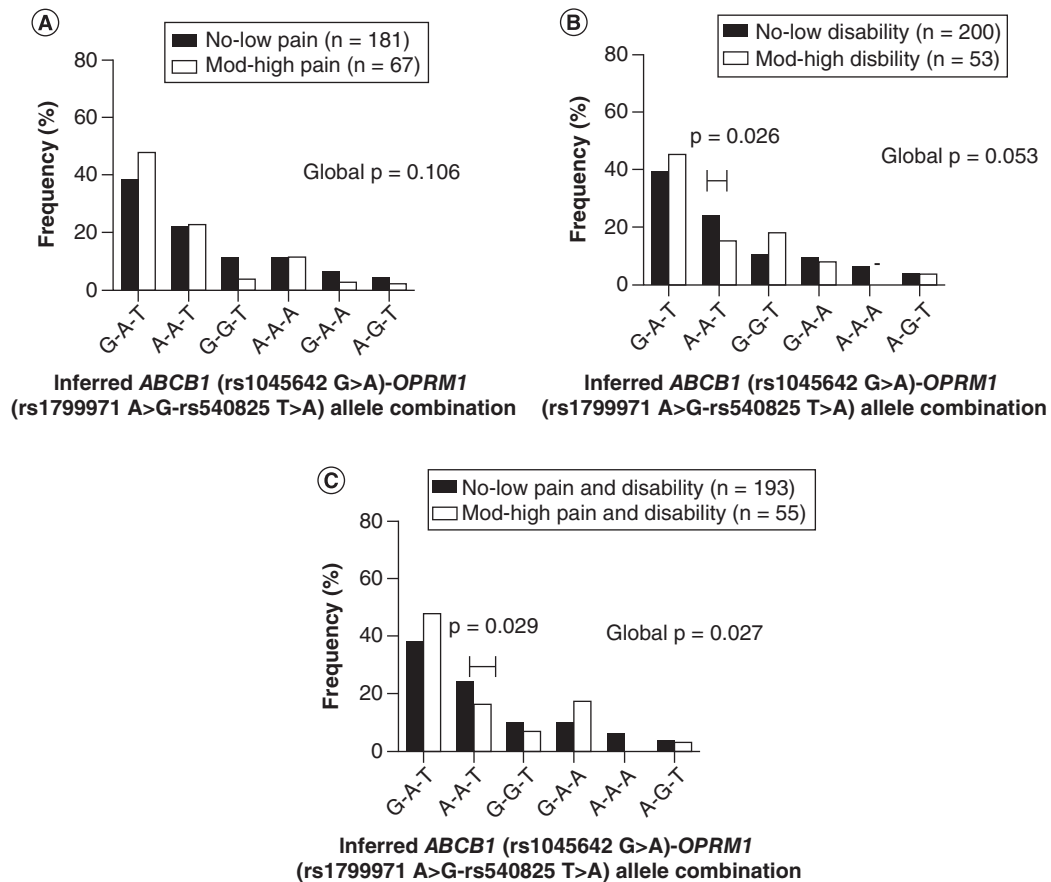 A
No-low pain (n = 181)
Mod-high pain (n = 67)
80
60
40
20
0
Frequency (%)
Global p = 0.106
G-A-T
A-A-T
G-G-T
A-A-A
G-A-A
A-G-T
Inferred ABCB1 (rs1045642 G>A)-OPRM1
(rs1799971 A>G-rs540825 T>A) allele combination
B
No-low disability (n = 200)
Mod-high disbility (n = 53)
80
60
40
20
0
Frequency (%)
p = 0.026
Global p = 0.053
-
G-A-T
A-A-T
G-G-T
G-A-A
A-A-A
A-G-T
Inferred ABCB1 (rs1045642 G>A)-OPRM1
(rs1799971 A>G-rs540825 T>A) allele combination
C
No-low pain and disability (n = 193)
Mod-high pain and disability (n = 55)
80
60
40
20
0
Frequency (%)
p = 0.029
Global p = 0.027
G-A-T
A-A-T
G-G-T
G-A-A
A-A-A
A-G-T
Inferred ABCB1 (rs1045642 G>A)-OPRM1
(rs1799971 A>G-rs540825 T>A) allele combination